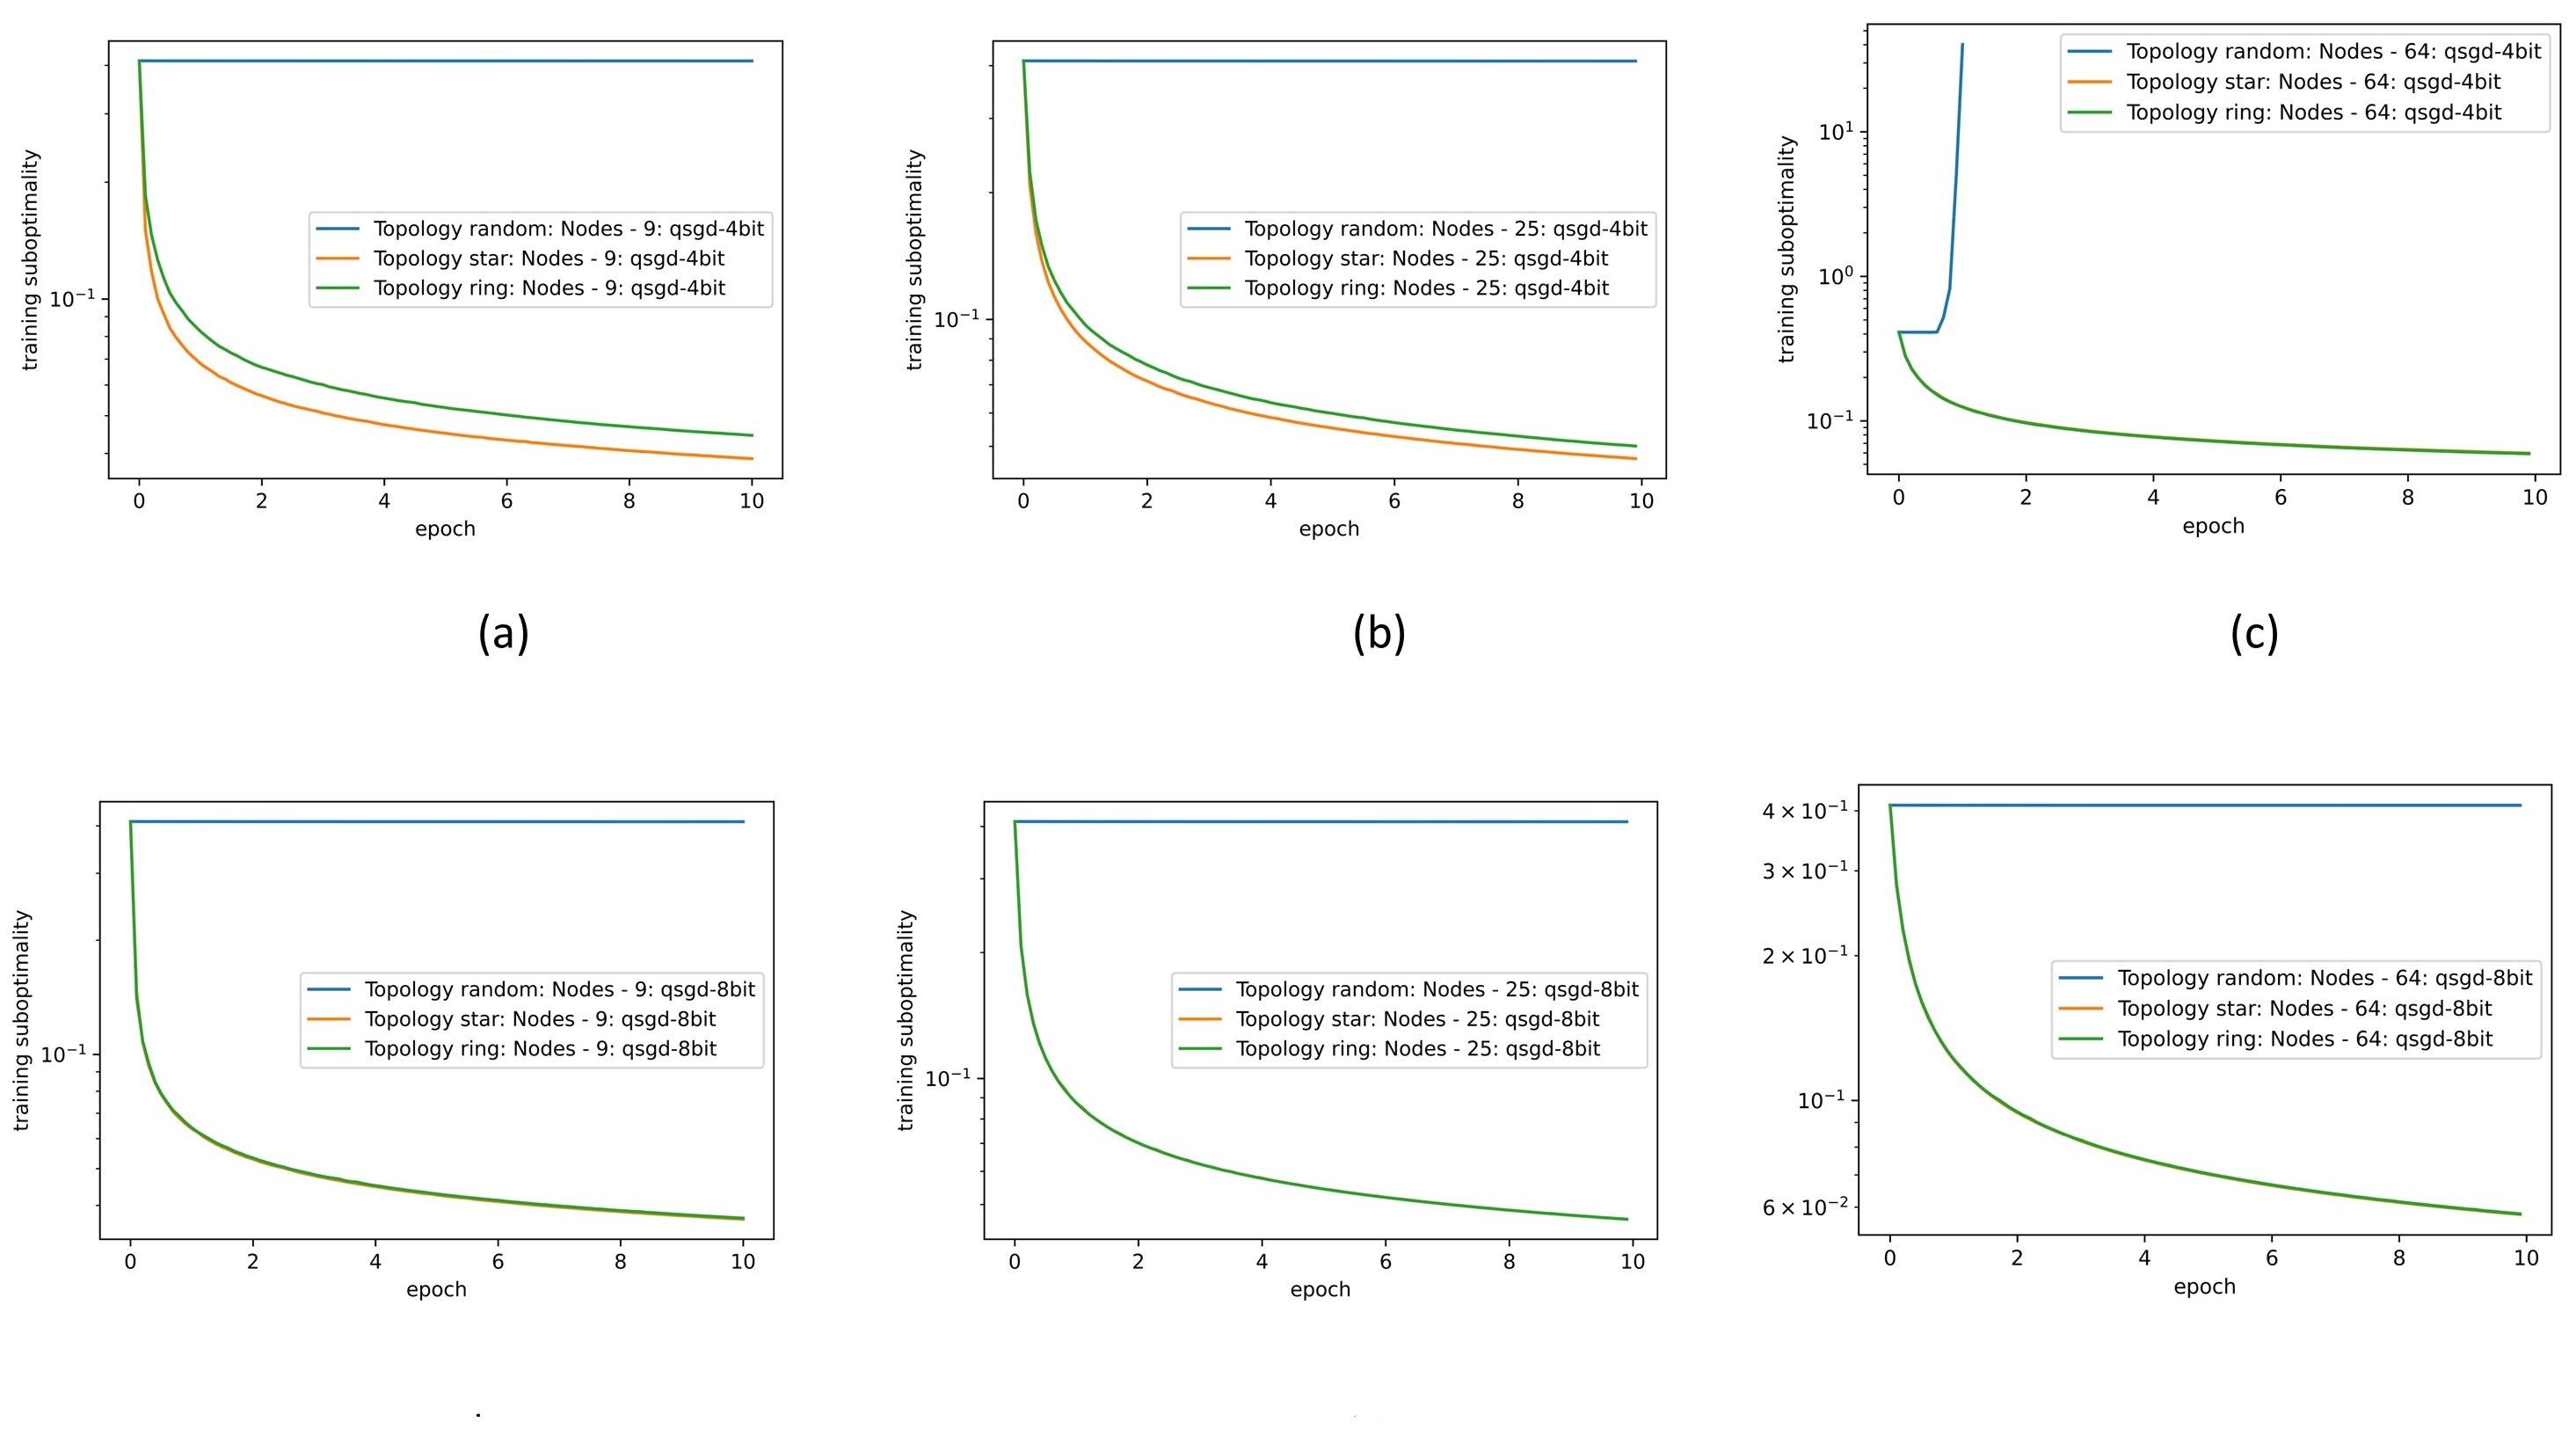 training suboptimality
10⁻¹
Topology random: Nodes - 9: qsgd-4bit
Topology star: Nodes - 9: qsgd-4bit
Topology ring: Nodes - 9: qsgd-4bit
0 2 4 6 8 10
epoch
(a)
training suboptimality
10⁻¹
Topology random: Nodes - 25: qsgd-4bit
Topology star: Nodes - 25: qsgd-4bit
Topology ring: Nodes - 25: qsgd-4bit
0 2 4 6 8 10
epoch
(b)
training suboptimality
10¹
10⁰
10⁻¹
Topology random: Nodes - 64: qsgd-4bit
Topology star: Nodes - 64: qsgd-4bit
Topology ring: Nodes - 64: qsgd-4bit
0 2 4 6 8 10
epoch
(c)
training suboptimality
10⁻¹
Topology random: Nodes - 9: qsgd-8bit
Topology star: Nodes - 9: qsgd-8bit
Topology ring: Nodes - 9: qsgd-8bit
0 2 4 6 8 10
epoch
training suboptimality
10⁻¹
Topology random: Nodes - 25: qsgd-8bit
Topology star: Nodes - 25: qsgd-8bit
Topology ring: Nodes - 25: qsgd-8bit
0 2 4 6 8 10
epoch
4 × 10⁻¹
3 × 10⁻¹
2 × 10⁻¹
10⁻¹
6 × 10⁻²
Topology random: Nodes - 64: qsgd-8bit
Topology star: Nodes - 64: qsgd-8bit
Topology ring: Nodes - 64: qsgd-8bit
0 2 4 6 8 10
epoch